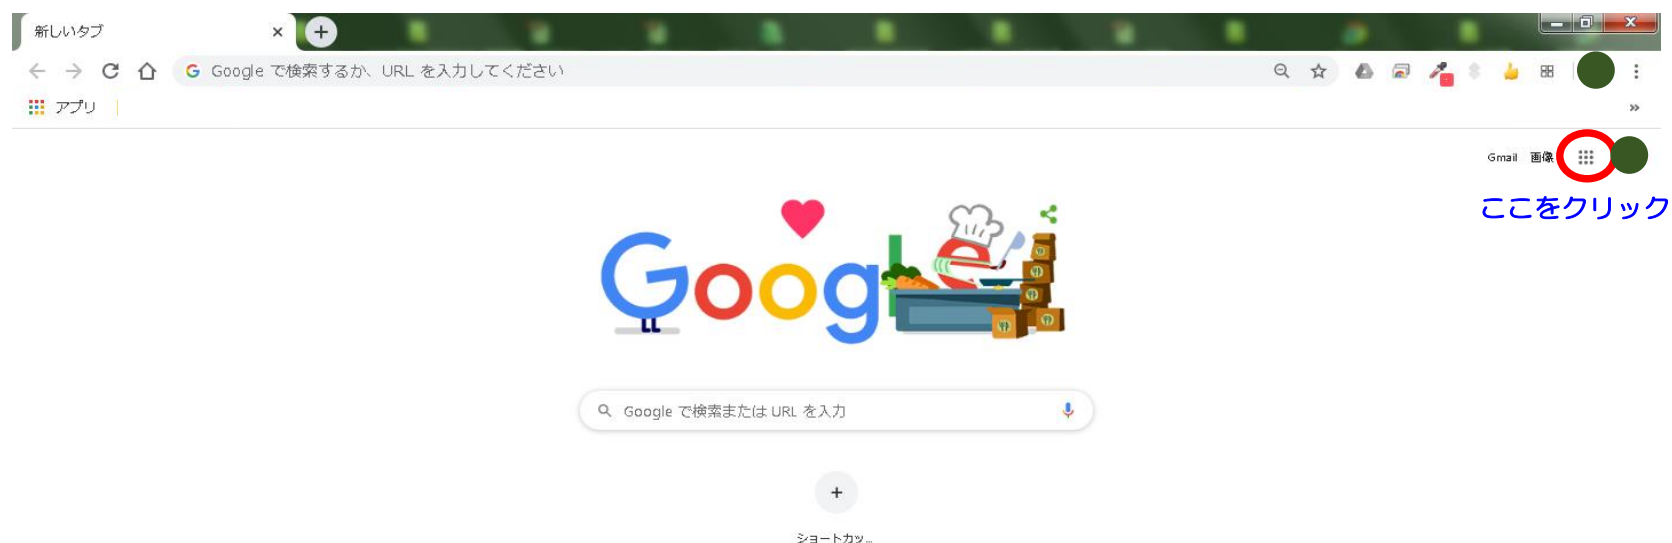 新しいタブ
Google で検索するか、URL を入力してください
アプリ
Gmail 画像
ここをクリック
Google
Google で検索または URL を入力
ショートカッ...